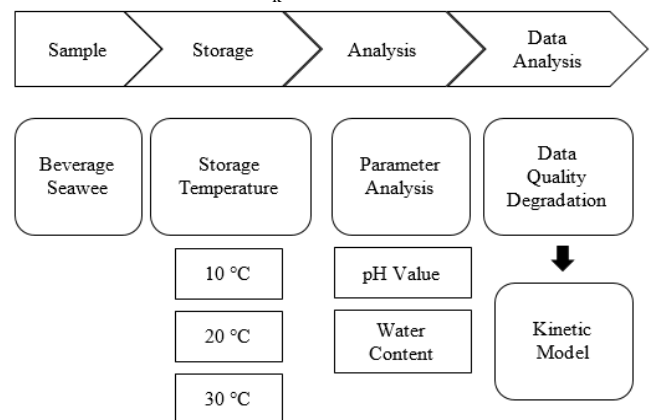 Sample
Storage
Analysis
Data
Analysis
Beverage
Seawee
Storage
Temperature
Parameter
Analysis
Data
Quality
Degradation
10 °C
pH Value
20 °C
Water
Content
Kinetic
Model
30 °C